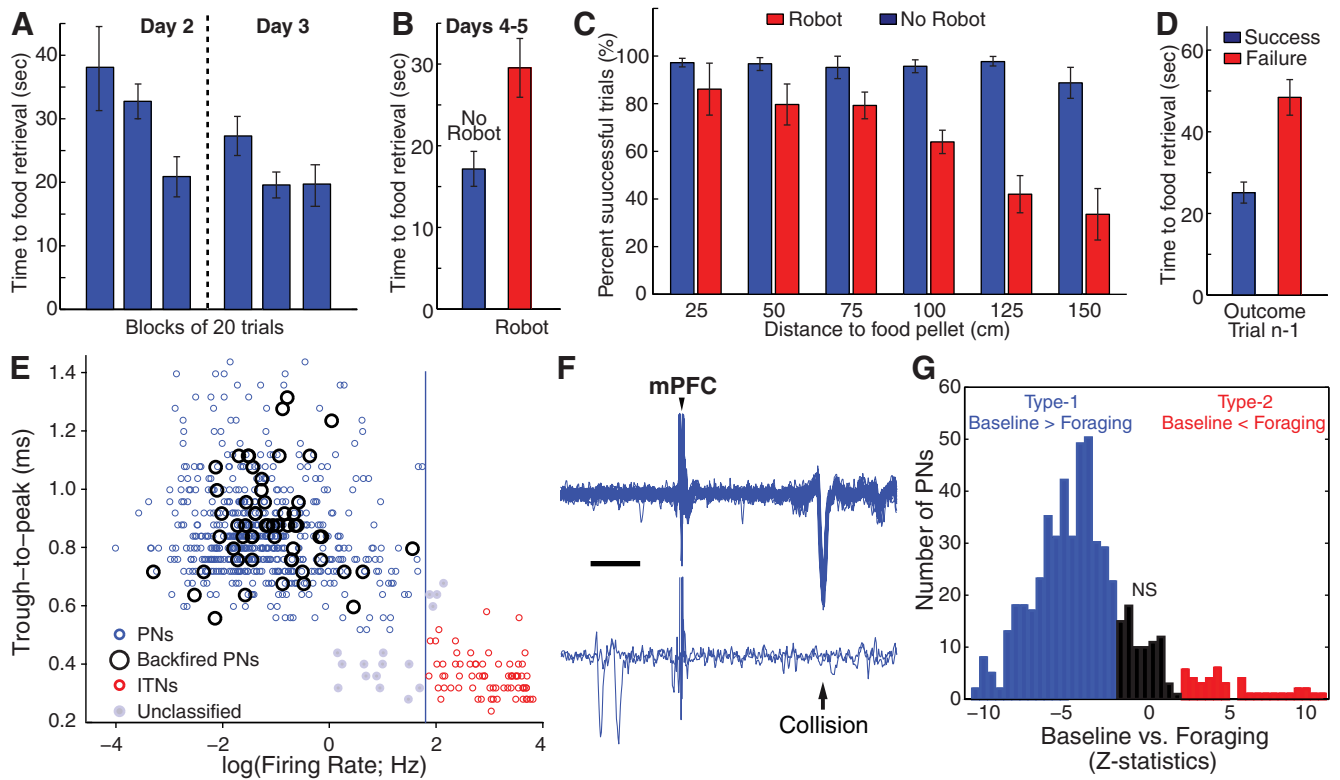 A
Day 2
Day 3
Time to food retrieval (sec)
40
30
20
10
0
Blocks of 20 trials
B
Days 4-5
Time to food retrieval (sec)
30
20
10
0
No
Robot
Robot
C
Robot
No Robot
Percent successful trials (%)
100
80
60
40
20
0
25
50
75
100
125
150
Distance to food pellet (cm)
D
Success
Failure
Time to food retrieval (sec)
60
40
20
0
Outcome
Trial n-1
E
Trough−to−peak (ms)
1.4
1.2
1.0
0.8
0.6
0.4
0.2
PNs
Backfired PNs
ITNs
Unclassified
−4
−2
0
2
4
log(Firing Rate; Hz)
F
mPFC
Collision
G
Number of PNs
60
50
40
30
20
10
0
Type-1
Baseline > Foraging
Type-2
Baseline < Foraging
NS
−10
−5
0
5
10
Baseline vs. Foraging
(Z-statistics)